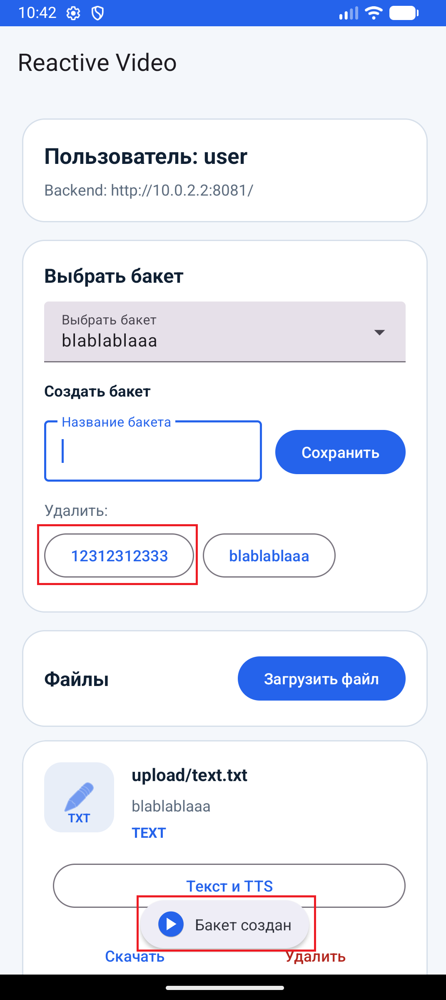 10:42
Reactive Video
Пользователь: user
Backend: http://10.0.2.2:8081/
Выбрать бакет
Выбрать бакет
blablablaaa
Создать бакет
Название бакета
Сохранить
Удалить:
12312312333
blablablaaa
Файлы
Загрузить файл
TXT
upload/text.txt
blablablaaa
TEXT
Текст и TTS
Бакет создан
Скачать
Удалить